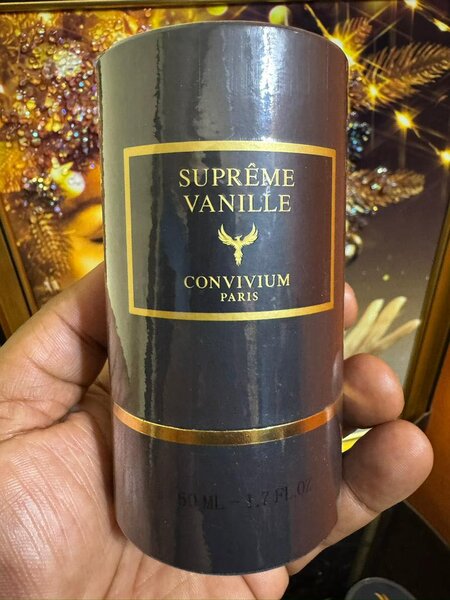 SUPRÊME
VANILLE
CONVIVIUM
PARIS
50 ML – 1.7 FL.OZ